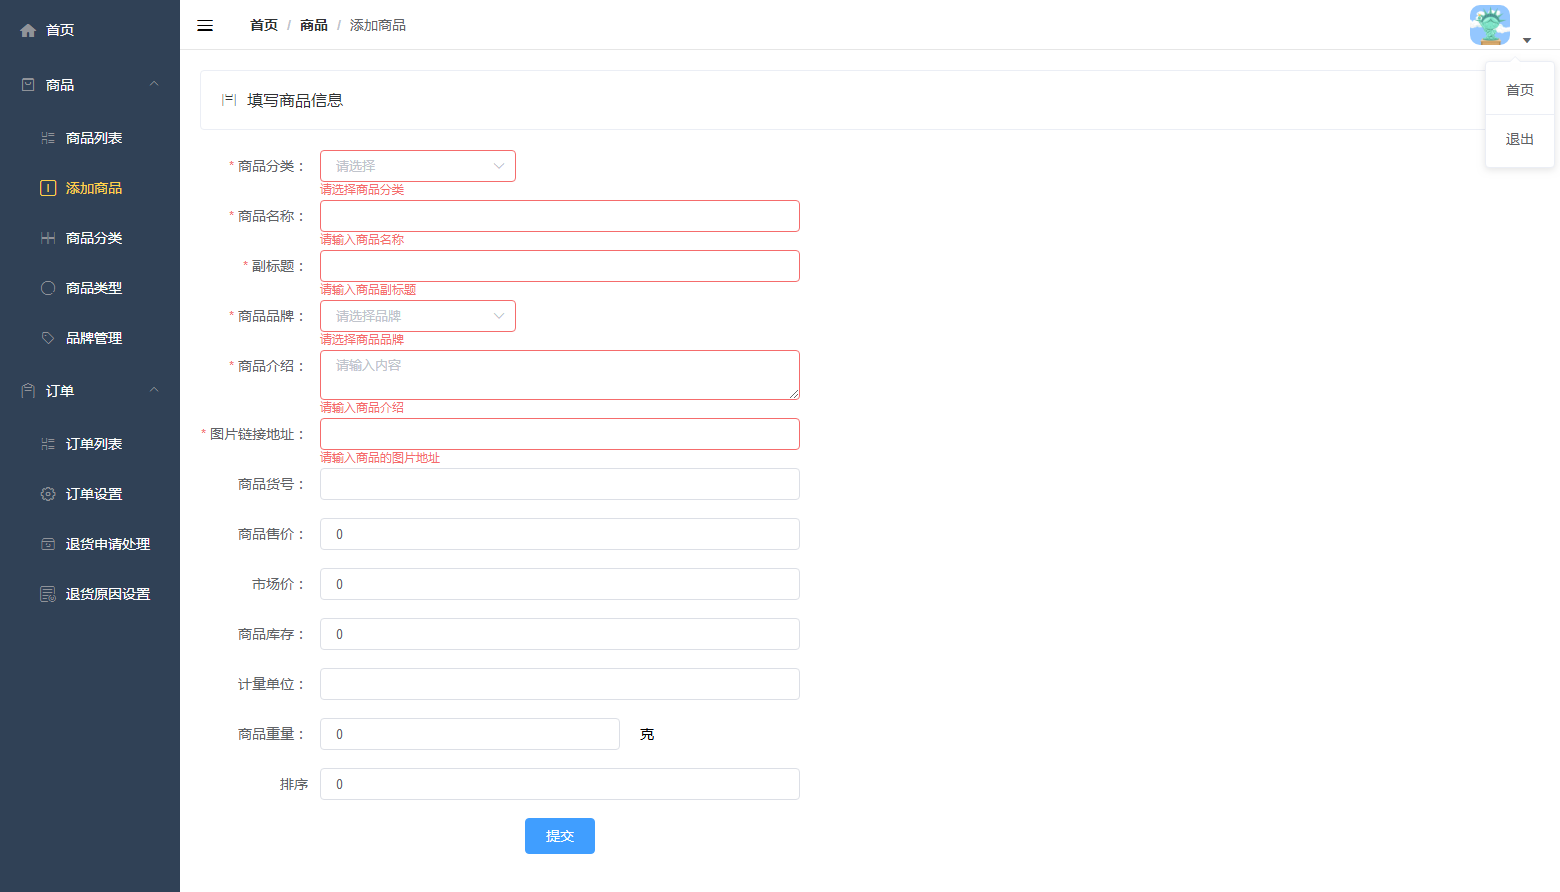 首页
商品
商品列表
添加商品
商品分类
商品类型
品牌管理
订单
订单列表
订单设置
退货申请处理
退货原因设置
首页 / 商品 / 添加商品
首页
退出
填写商品信息
* 商品分类： 请选择
请选择商品分类
* 商品名称：
请输入商品名称
* 副标题：
请输入商品副标题
* 商品品牌： 请选择品牌
请选择商品品牌
* 商品介绍： 请输入内容
请输入商品介绍
* 图片链接地址：
请输入商品的图片地址
商品货号：
商品售价： 0
市场价： 0
商品库存： 0
计量单位：
商品重量： 0 克
排序 0
提交